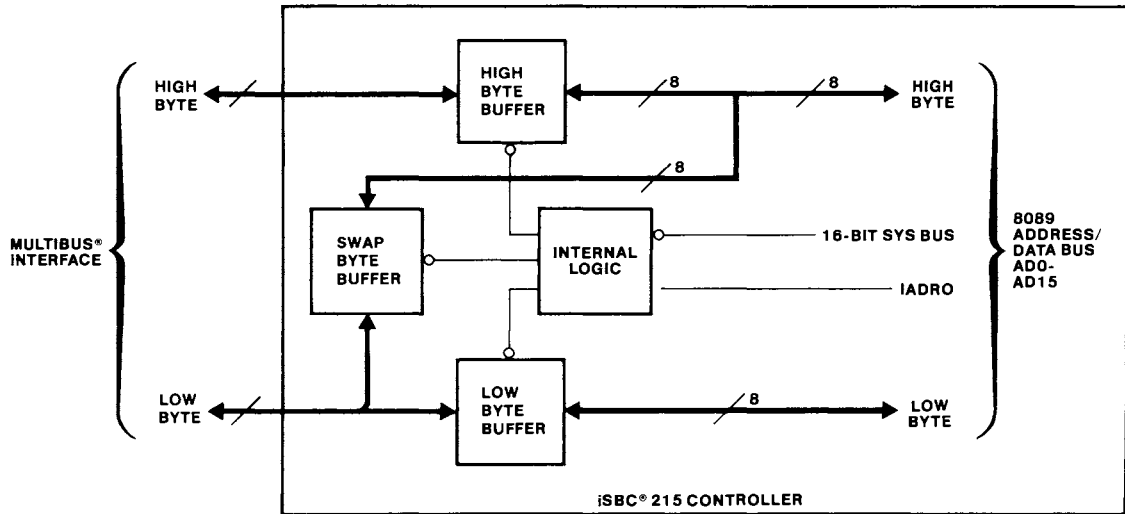 HIGH
BYTE
HIGH
BYTE
BUFFER
8
8
HIGH
BYTE
8
MULTIBUS®
INTERFACE
SWAP
BYTE
BUFFER
INTERNAL
LOGIC
16-BIT SYS BUS
IADRO
8089
ADDRESS/
DATA BUS
AD0-
AD15
LOW
BYTE
LOW
BYTE
BUFFER
8
LOW
BYTE
iSBC® 215 CONTROLLER